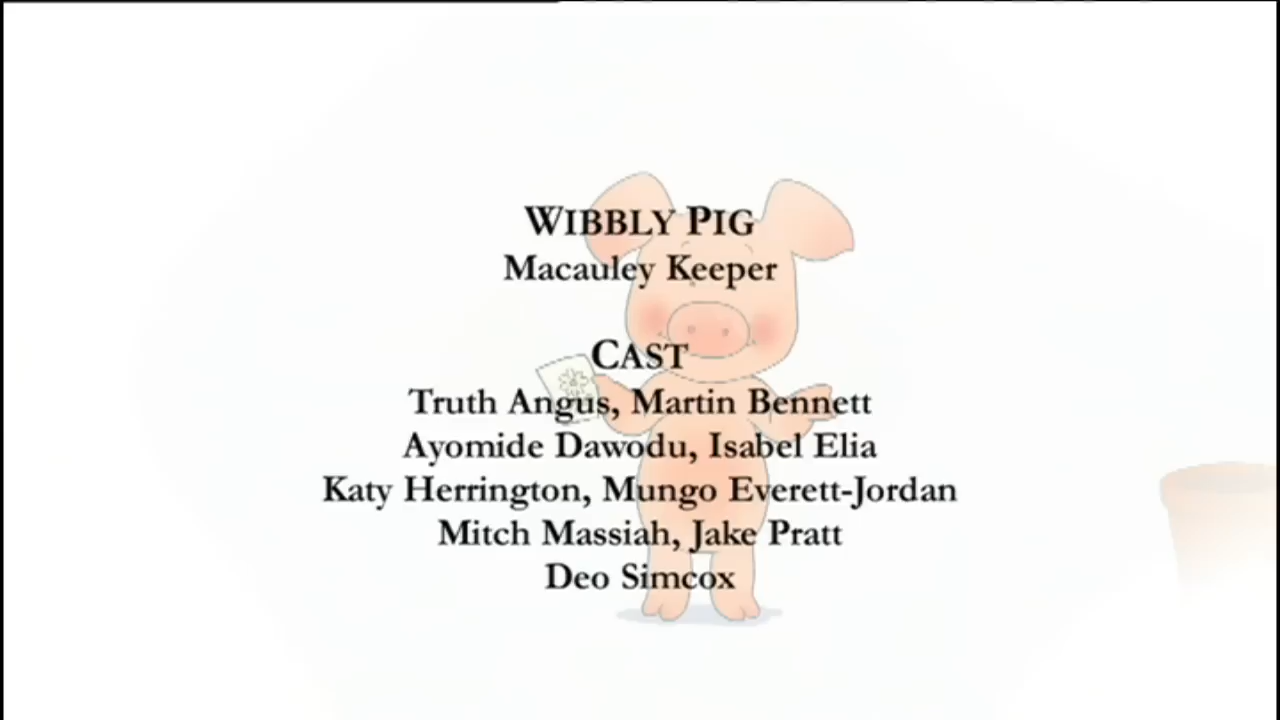 WIBBLY PIG
Macauley Keeper
CAST
Truth Angus, Martin Bennett
Ayomide Dawodu, Isabel Elia
Katy Herrington, Mungo Everett-Jordan
Mitch Massiah, Jake Pratt
Deo Simcox